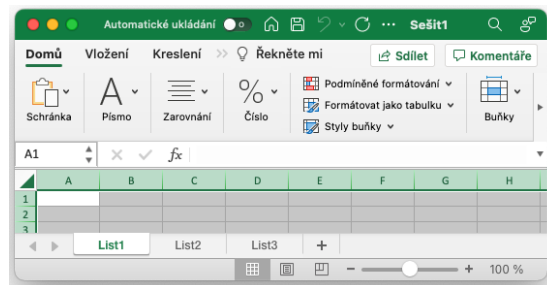 Automatické ukládání Sešit1
Domů Vložení Kreslení >> Řekněte mi Sdílet Komentáře
Schránka Písmo Zarovnání % Číslo Podmíněné formátování Formátovat jako tabulku Styly buňky Buňky
A1 fx
A B C D E F G H
1
2
3
List1 List2 List3 +
- + 100 %